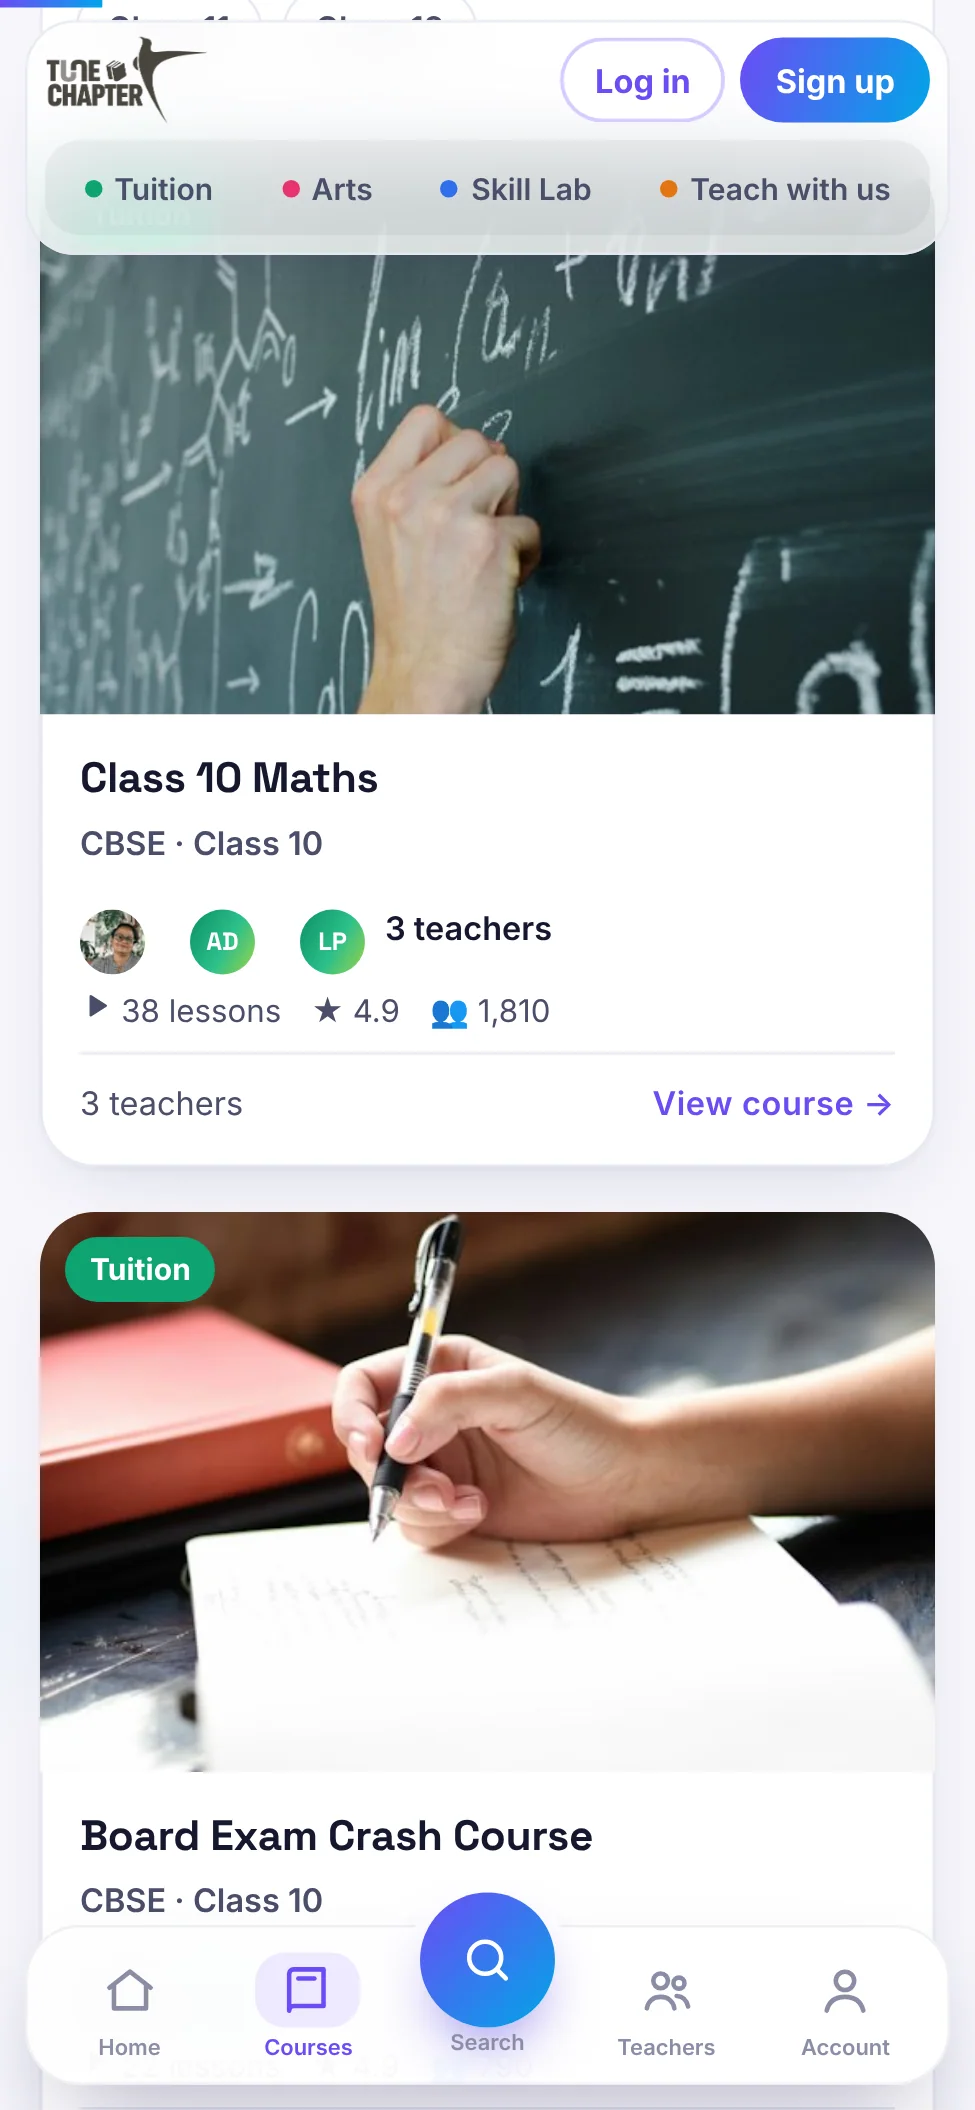 TUNE
CHAPTER
Log in
Sign up
Tuition
Arts
Skill Lab
Teach with us
lim
Class 10 Maths
CBSE · Class 10
AD
LP
3 teachers
38 lessons ★ 4.9 👥 1,810
3 teachers
View course →
Tuition
Board Exam Crash Course
CBSE · Class 10
Home
Courses
Search
Teachers
Account